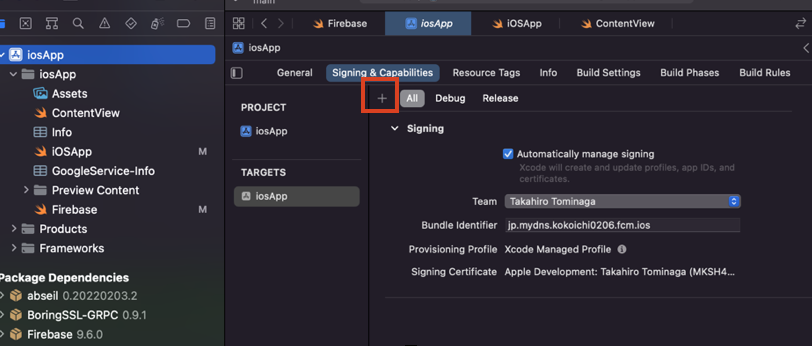 main
Firebase
iosApp
iOSApp
ContentView
iosApp
iosApp
General
Signing & Capabilities
Resource Tags
Info
Build Settings
Build Phases
Build Rules
iosApp
Assets
ContentView
Info
iOSApp M
GoogleService-Info
Preview Content
Firebase M
Products
Frameworks
Package Dependencies
abseil 0.20220203.2
BoringSSL-GRPC 0.9.1
Firebase 9.6.0
PROJECT
iosApp
TARGETS
iosApp
+ All Debug Release
Signing
Automatically manage signing
Xcode will create and update profiles, app IDs, and
certificates.
Team Takahiro Tominaga
Bundle Identifier jp.mydns.kokoichi0206.fcm.ios
Provisioning Profile Xcode Managed Profile
Signing Certificate Apple Development: Takahiro Tominaga (MKSH4...